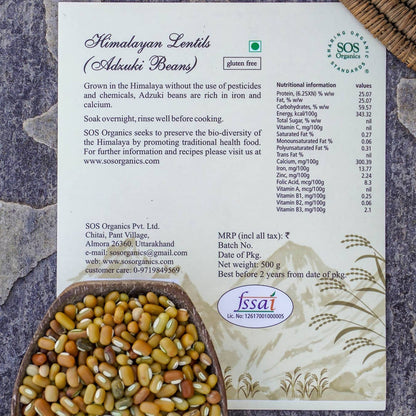 Himalayan Lentils
(Adzuki Beans)
gluten free
SHARING ORGANIC STANDARDS
SOS
Organics
Grown in the Himalaya without the use of pesticides
and chemicals, Adzuki beans are rich in iron and
calcium.
Soak overnight, rinse well before cooking.
SOS Organics seeks to preserve the bio-diversity of
the Himalaya by promoting traditional health food.
For further information and recipes please visit us at
www.sosorganics.com
Nutritional information values
Protein, (6.25XN) % w/w 25.07
Fat, % w/w 25.07
Carbohydrates, % w/w 59.57
Energy, kcal/100g 343.32
Total Sugar, % w/w nil
Vitamin C, mg/100g nil
Saturated Fat % 0.27
Monounsaturated Fat % 0.06
Polyunsaturated Fat % 0.31
Trans Fat % nil
Calcium, mg/100g 300.39
Iron, mg/100g 13.77
Zinc, mg/100g 2.24
Folic Acid, mcg/100g 8.3
Vitamin A, mcg/100g nil
Vitamin B1, mg/100g 0.25
Vitamin B2, mg/100g 0.06
Vitamin B3, mg/100g 2.1
SOS Organics Pvt. Ltd.
Chitai, Pant Village,
Almora 26360, Uttarakhand
e-mail: sosorganics@gmail.com
web: www.sosorganics.com
customer care: 0-9719849569
MRP (incl all tax): ₹
Batch No.
Date of Pkg.
Net weight: 500 g
Best before 2 years from date of pkg.
fssai
Lic. No: 12617001000005